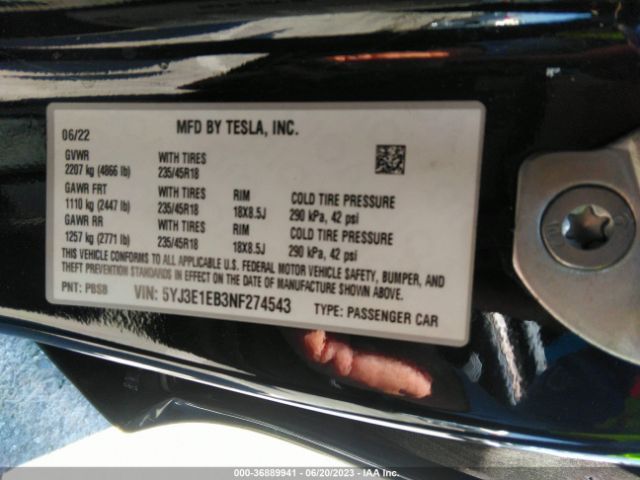 06/22 MFD BY TESLA, INC.
GVWR WITH TIRES
2207 kg (4866 lb) 235/45R18
GAWR FRT WITH TIRES RIM COLD TIRE PRESSURE
1110 kg (2447 lb) 235/45R18 18X8.5J 290 kPa, 42 psi
GAWR RR WITH TIRES RIM COLD TIRE PRESSURE
1257 kg (2771 lb) 235/45R18 18X8.5J 290 kPa, 42 psi
THIS VEHICLE CONFORMS TO ALL APPLICABLE U.S. FEDERAL MOTOR VEHICLE SAFETY, BUMPER, AND
THEFT PREVENTION STANDARDS IN EFFECT ON THE DATE OF MANUFACTURE SHOWN ABOVE.
PNT: PBSB VIN: 5YJ3E1EB3NF274543 TYPE: PASSENGER CAR
000-36889941 - 06/20/2023 - IAA Inc.